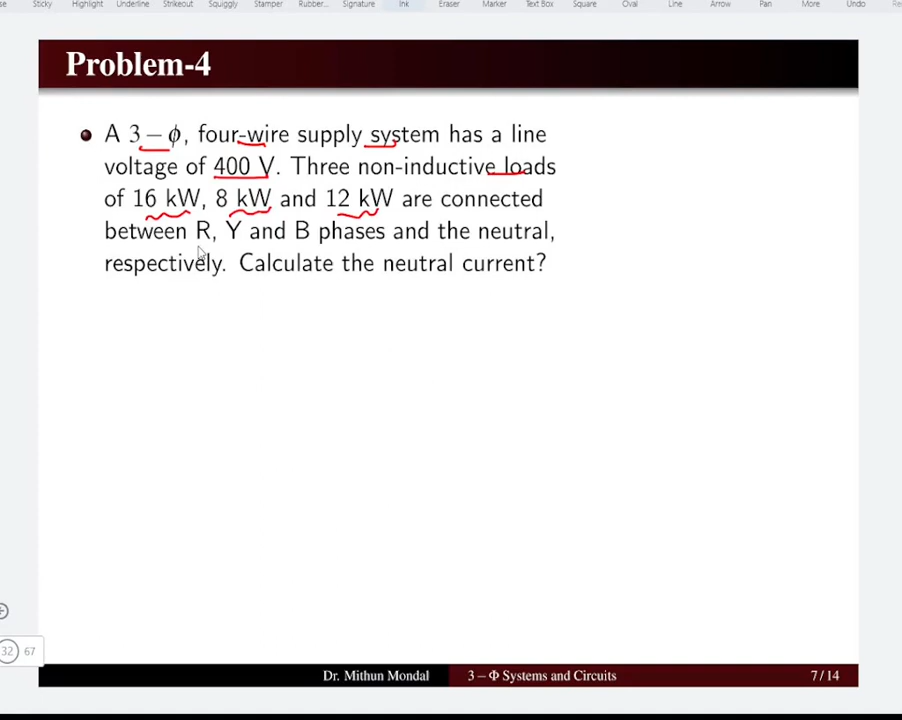 se Sticky Highlight Underline Strikeout Squiggly Stamper Rubber... Signature Ink Eraser Marker Text Box Square Oval Line Arrow Pan More Undo Re
Problem-4
A 3 − ϕ, four-wire supply system has a line
voltage of 400 V. Three non-inductive loads
of 16 kW, 8 kW and 12 kW are connected
between R, Y and B phases and the neutral,
respectively. Calculate the neutral current?
32 67
Dr. Mithun Mondal 3 − Φ Systems and Circuits 7 / 14